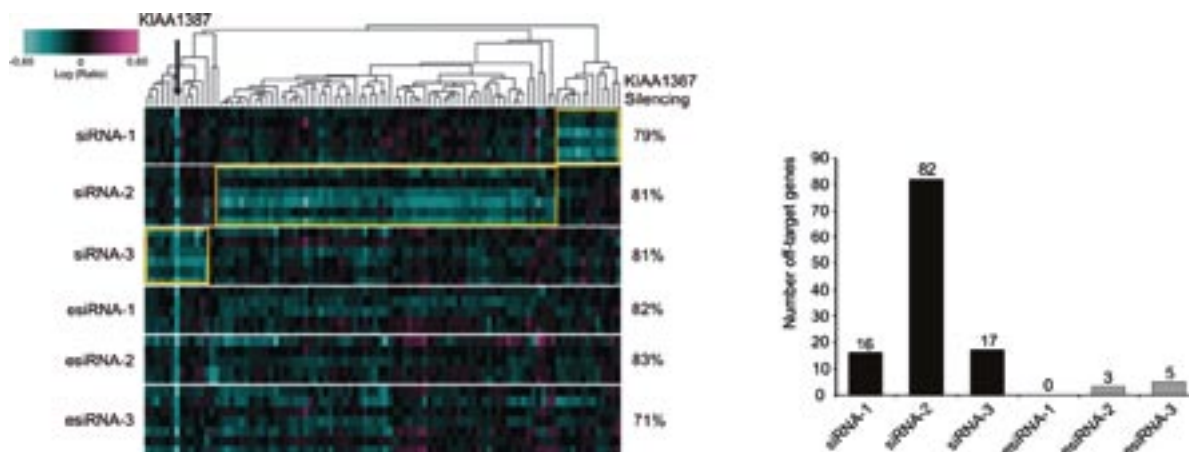 KIAA1387
-0.65 0 0.65
Log (Ratio)
KIAA1387
Silencing
siRNA-1 79%
siRNA-2 81%
siRNA-3 81%
esiRNA-1 82%
esiRNA-2 83%
esiRNA-3 71%
Number off-target genes
90
80
70
60
50
40
30
20
10
0
16
82
17
0
3
5
siRNA-1
siRNA-2
siRNA-3
esiRNA-1
esiRNA-2
esiRNA-3